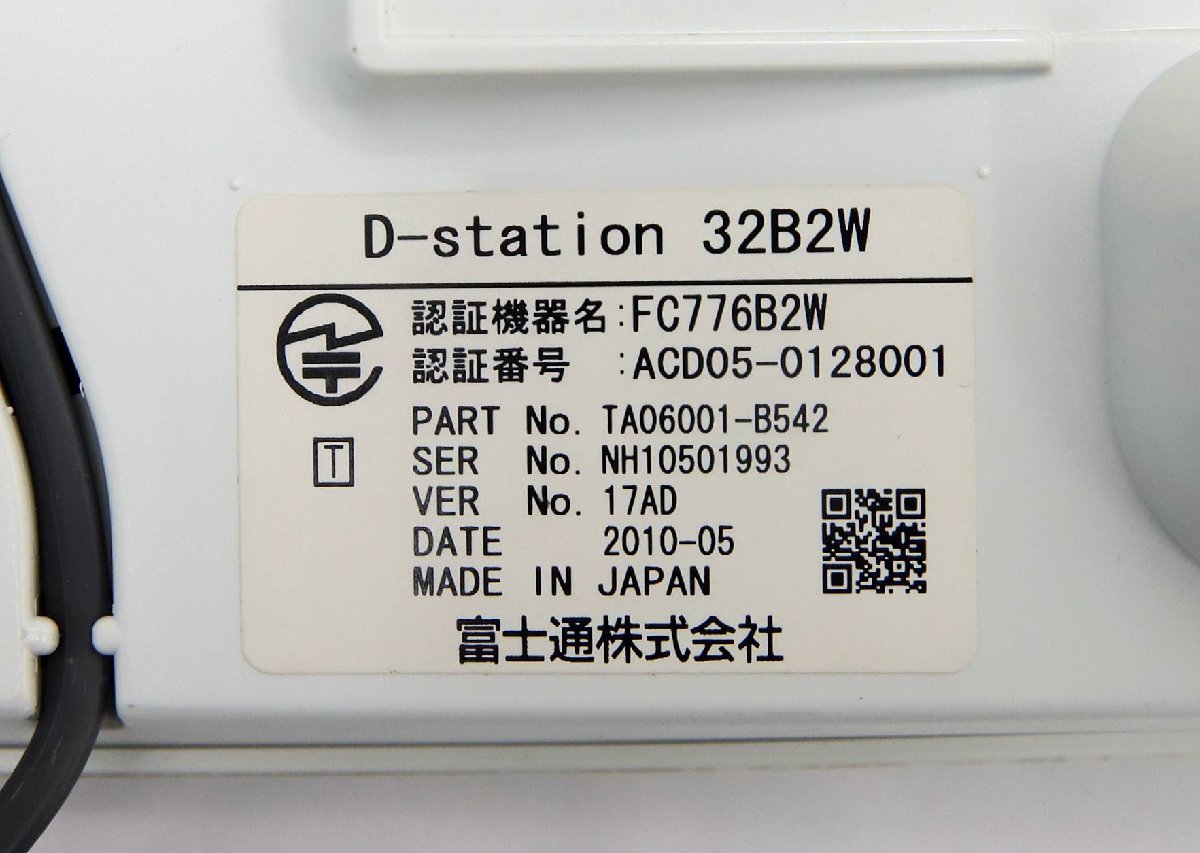 D-station 32B2W
認証機器名:FC776B2W
認証番号 :ACD05-0128001
T
PART No. TA06001-B542
SER No. NH10501993
VER No. 17AD
DATE 2010-05
MADE IN JAPAN
富士通株式会社